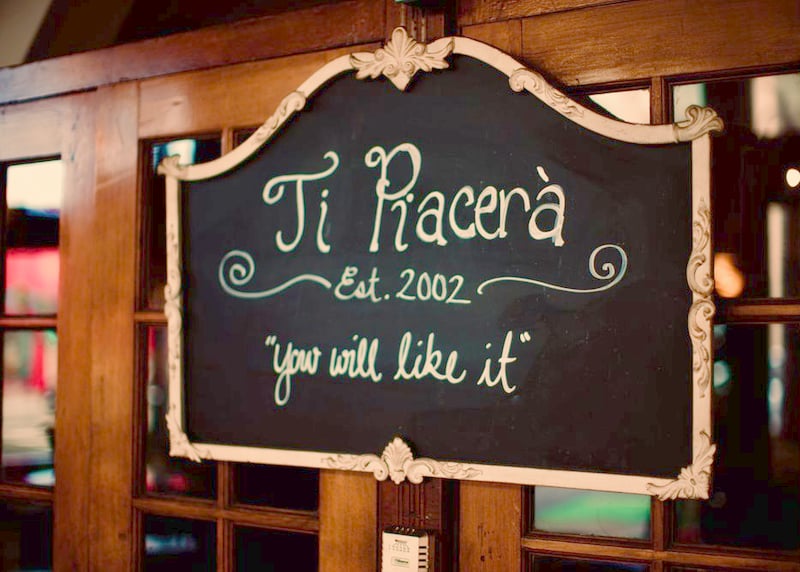 Ti Piacerà
Est. 2002
"you will like it"